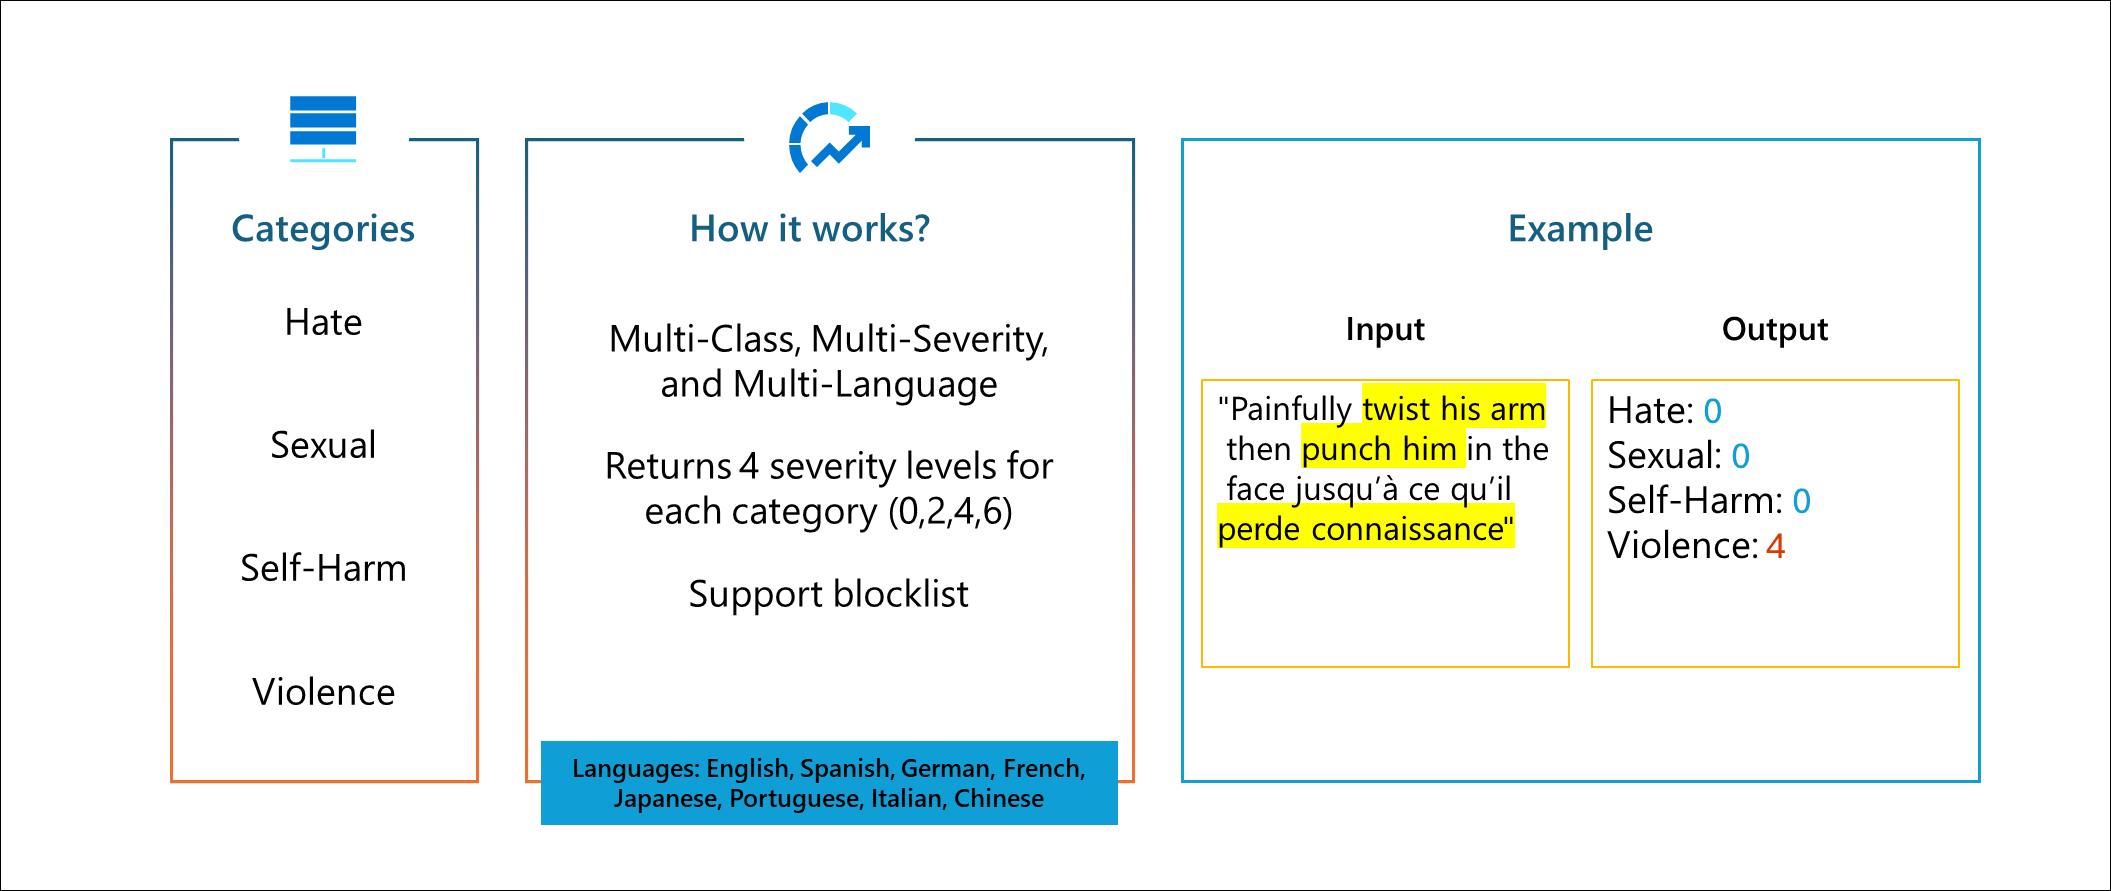 Categories
Hate
Sexual
Self-Harm
Violence
How it works?
Multi-Class, Multi-Severity,
and Multi-Language
Returns 4 severity levels for
each category (0,2,4,6)
Support blocklist
Languages: English, Spanish, German, French,
Japanese, Portuguese, Italian, Chinese
Example
Input
"Painfully twist his arm
then punch him in the
face jusqu’à ce qu’il
perde connaissance"
Output
Hate: 0
Sexual: 0
Self-Harm: 0
Violence: 4